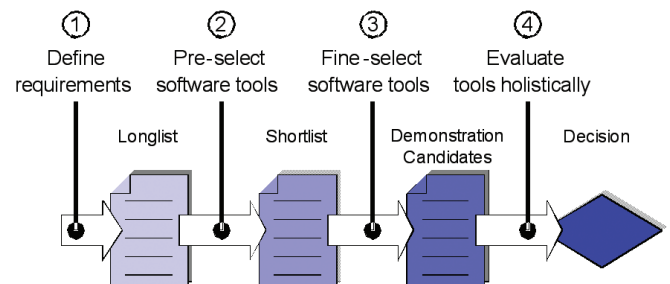 1 2 3 4
Define Pre-select Fine-select Evaluate
requirements software tools software tools tools holistically
Longlist Shortlist Demonstration Decision
Candidates